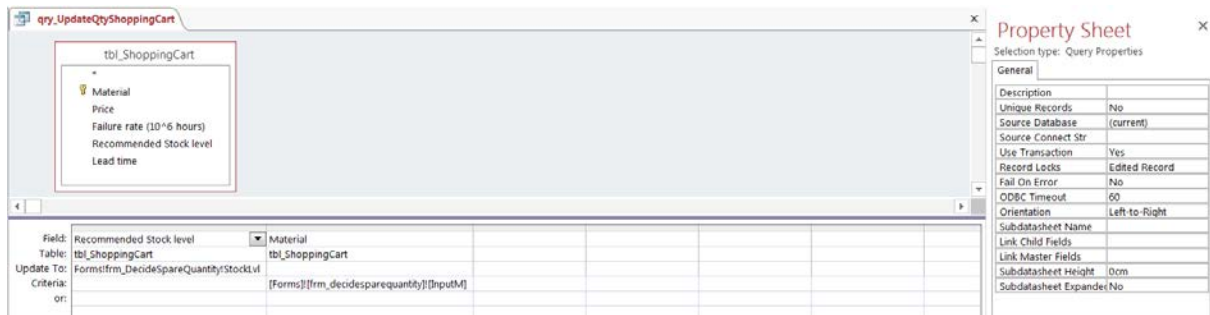 qry_UpdateQtyShoppingCart
x
tbl_ShoppingCart
*
Material
Price
Failure rate (10^6 hours)
Recommended Stock level
Lead time
Field: Recommended Stock level Material
Table: tbl_ShoppingCart tbl_ShoppingCart
Update To: Forms!frm_DecideSpareQuantity!StockLvl
Criteria: [Forms]![frm_decidesparequantity]![InputM]
or:
Property Sheet ×
Selection type: Query Properties
General
Description
Unique Records No
Source Database (current)
Source Connect Str
Use Transaction Yes
Record Locks Edited Record
Fail On Error No
ODBC Timeout 60
Orientation Left-to-Right
Subdatasheet Name
Link Child Fields
Link Master Fields
Subdatasheet Height 0cm
Subdatasheet Expanded No